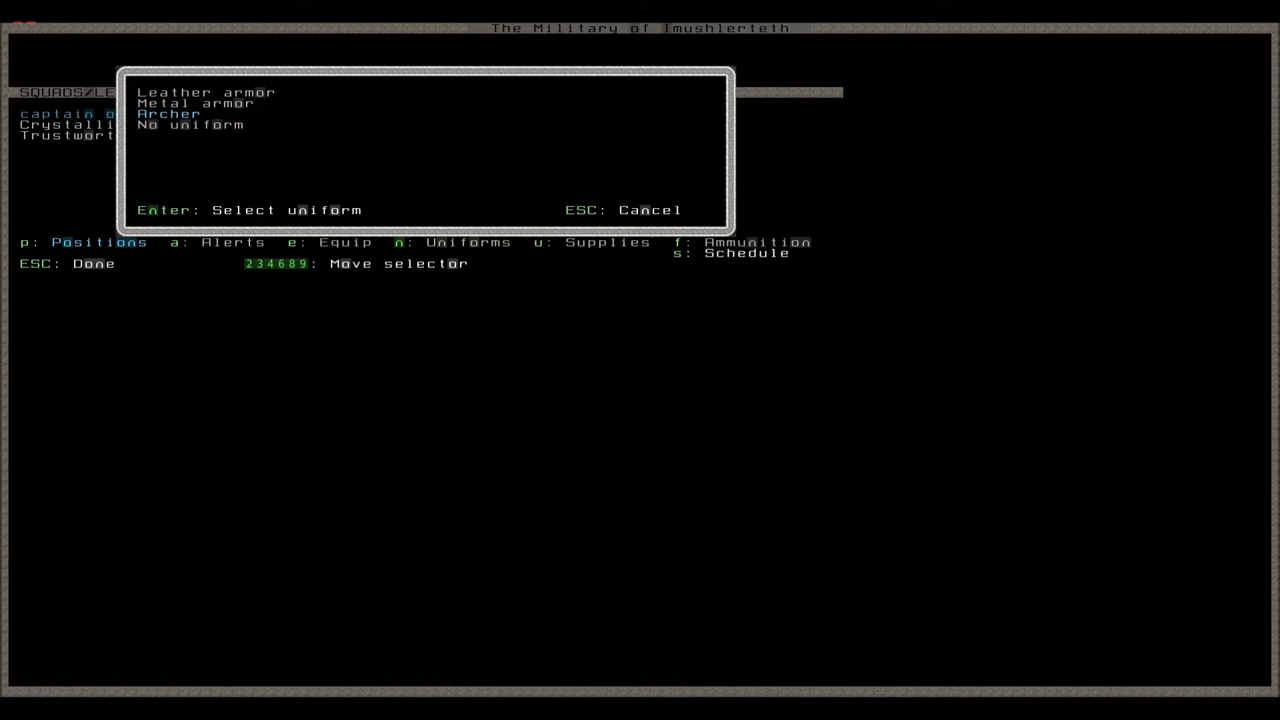 The Military of Imushlerteth
SQUADS/LE
Leather armor
Metal armor
captain o
Archer
Crystalli
No uniform
Trustwort
Enter: Select uniform ESC: Cancel
p: Positions a: Alerts e: Equip n: Uniforms u: Supplies f: Ammunition
s: Schedule
ESC: Done 234689: Move selector